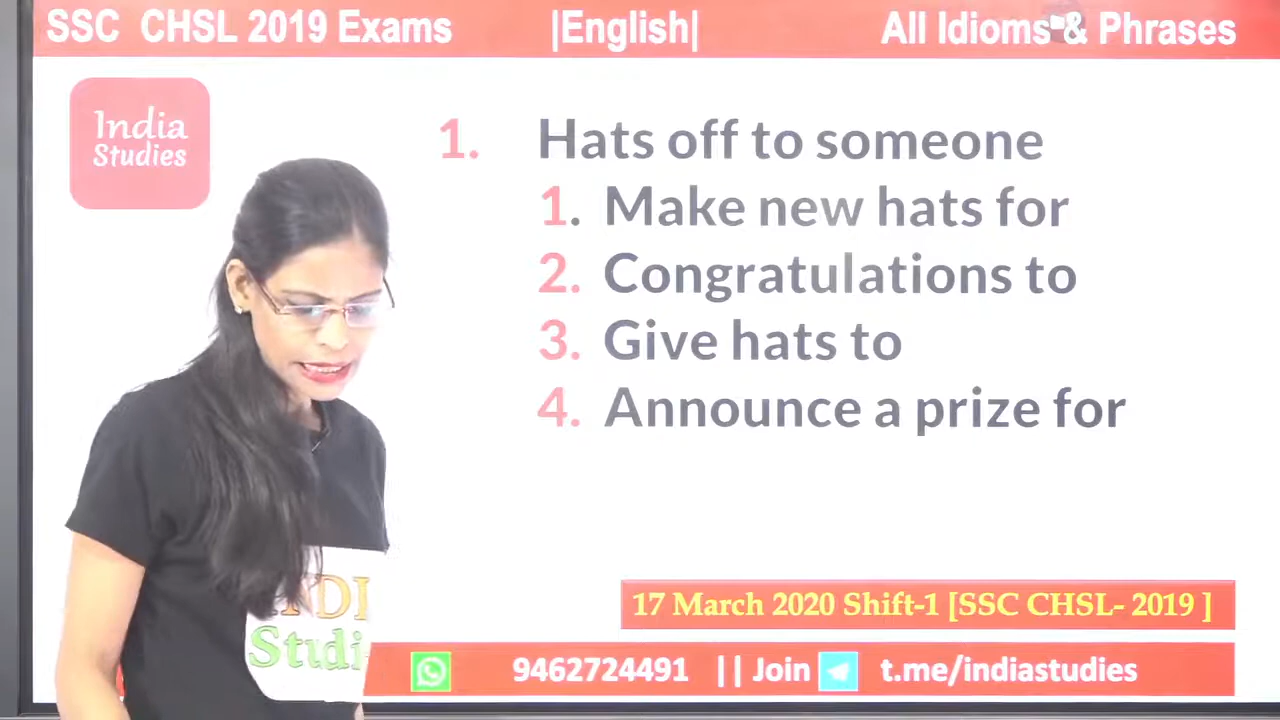 SSC CHSL 2019 Exams |English| All Idioms & Phrases
India
Studies
1. Hats off to someone
1. Make new hats for
2. Congratulations to
3. Give hats to
4. Announce a prize for
Studi
17 March 2020 Shift-1 [SSC CHSL- 2019 ]
9462724491 || Join t.me/indiastudies